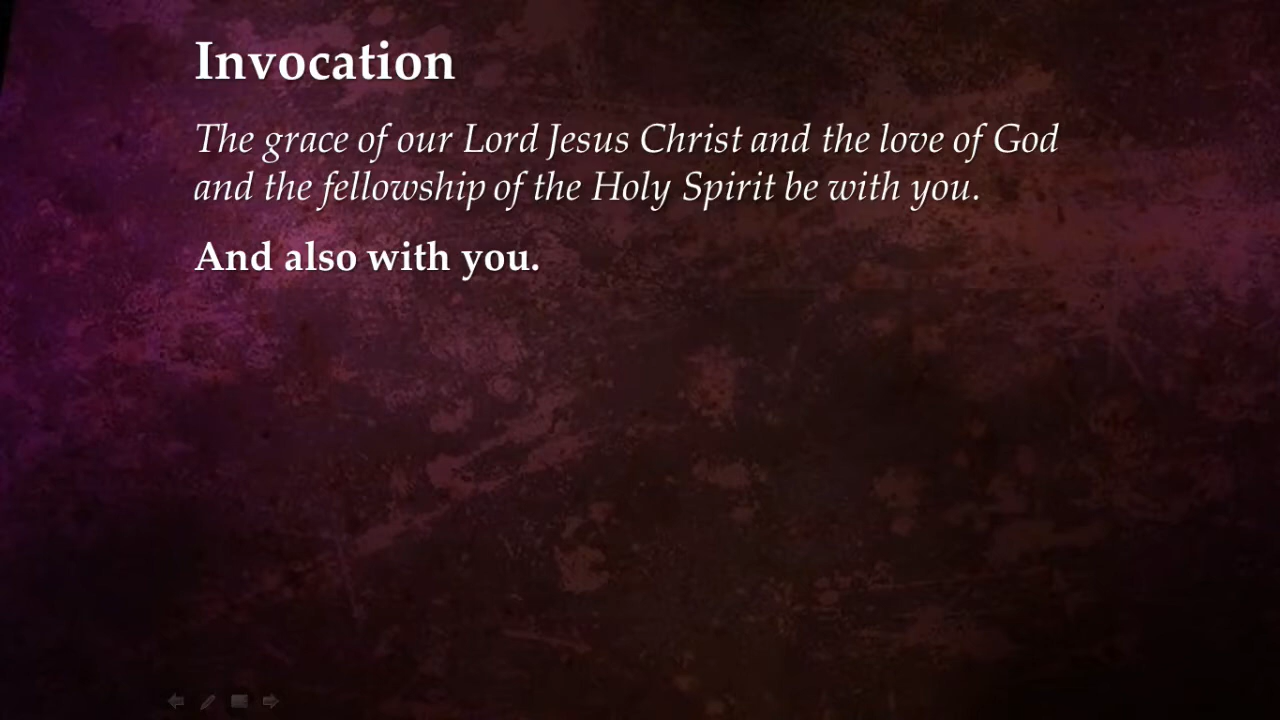 Invocation
The grace of our Lord Jesus Christ and the love of God
and the fellowship of the Holy Spirit be with you.
And also with you.